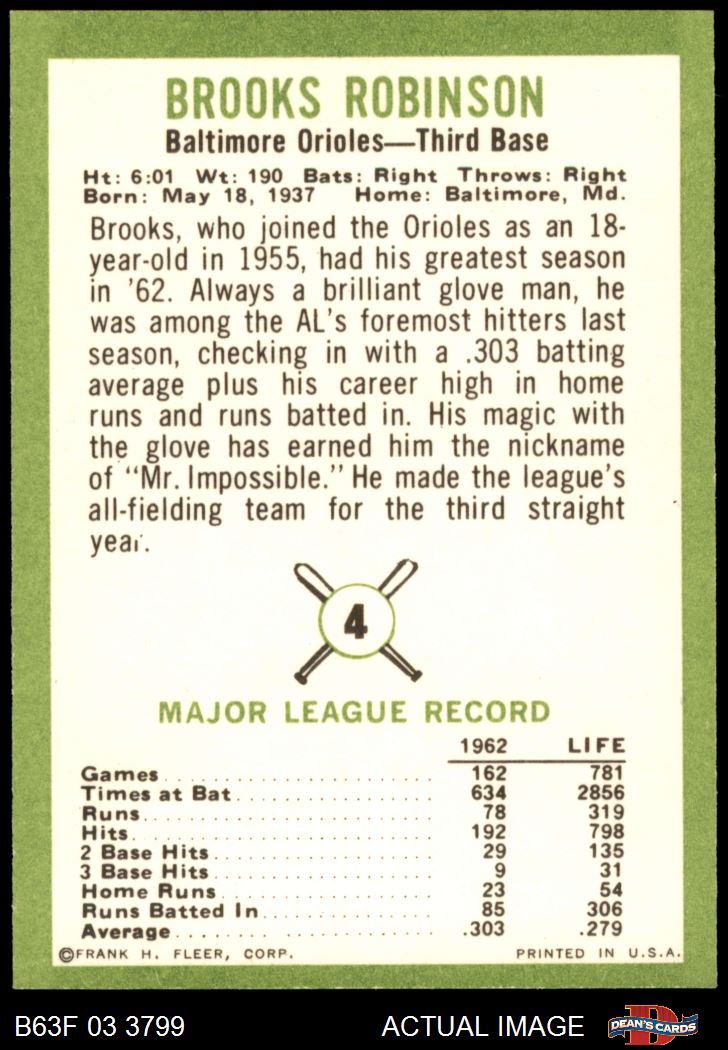 BROOKS ROBINSON
Baltimore Orioles—Third Base
Ht: 6:01 Wt: 190 Bats: Right Throws: Right
Born: May 18, 1937 Home: Baltimore, Md.
Brooks, who joined the Orioles as an 18-
year-old in 1955, had his greatest season
in '62. Always a brilliant glove man, he
was among the AL's foremost hitters last
season, checking in with a .303 batting
average plus his career high in home
runs and runs batted in. His magic with
the glove has earned him the nickname
of "Mr. Impossible." He made the league's
all-fielding team for the third straight
year.
4
MAJOR LEAGUE RECORD
1962 LIFE
Games 162 781
Times at Bat 634 2856
Runs 78 319
Hits 192 798
2 Base Hits 29 135
3 Base Hits 9 31
Home Runs 23 54
Runs Batted In 85 306
Average .303 .279
©FRANK H. FLEER, CORP. PRINTED IN U.S.A.
B63F 03 3799 ACTUAL IMAGE D DEAN'S CARDS